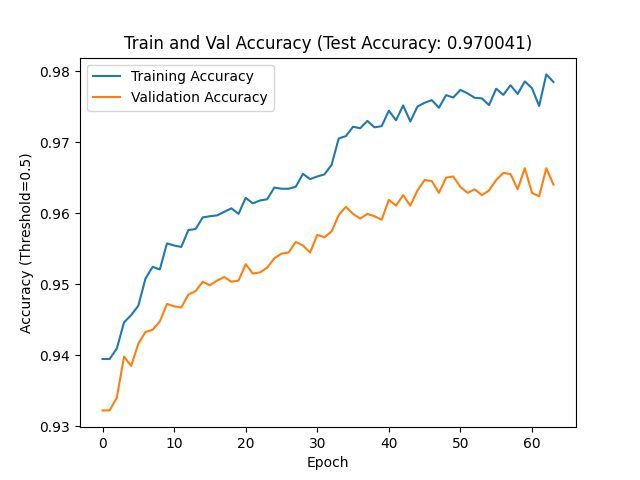 Train and Val Accuracy (Test Accuracy: 0.970041)
Training Accuracy
Validation Accuracy
Accuracy (Threshold=0.5)
0.98
0.97
0.96
0.95
0.94
0.93
0 10 20 30 40 50 60
Epoch